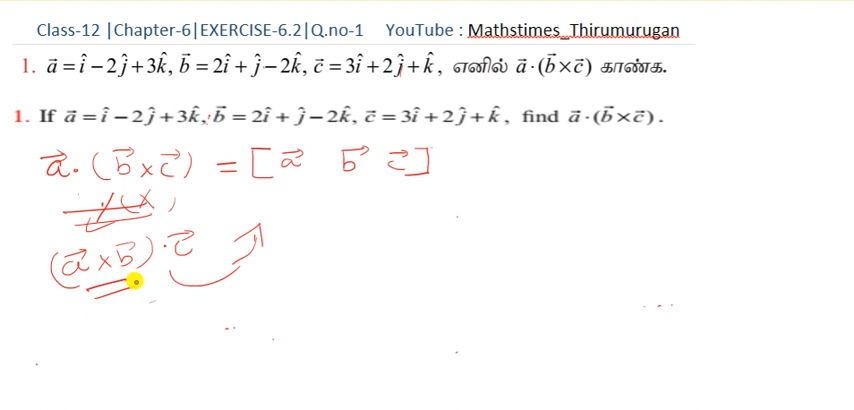 Class-12 |Chapter-6|EXERCISE-6.2|Q.no-1 YouTube : Mathstimes_Thirumurugan
1. a⃗ = î − 2ĵ + 3k̂, b⃗ = 2î + ĵ − 2k̂, c⃗ = 3î + 2ĵ + k̂, எனில் a⃗ · (b⃗ × c⃗) காண்க.
1. If a⃗ = î − 2ĵ + 3k̂, b⃗ = 2î + ĵ − 2k̂, c⃗ = 3î + 2ĵ + k̂, find a⃗ · (b⃗ × c⃗).
a⃗ . (b⃗ × c⃗) = [a⃗ b⃗ c⃗]
(a⃗ × b⃗) . c⃗